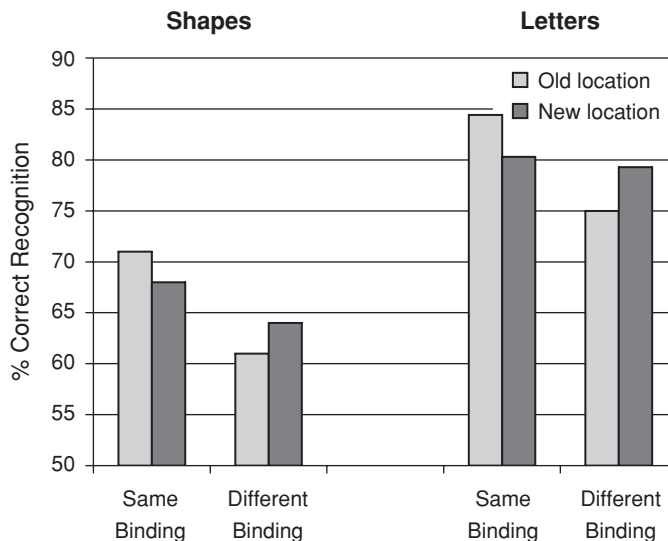 Shapes Letters
% Correct Recognition
90
85
80
75
70
65
60
55
50
Old location
New location
Same Different Same Different
Binding Binding Binding Binding